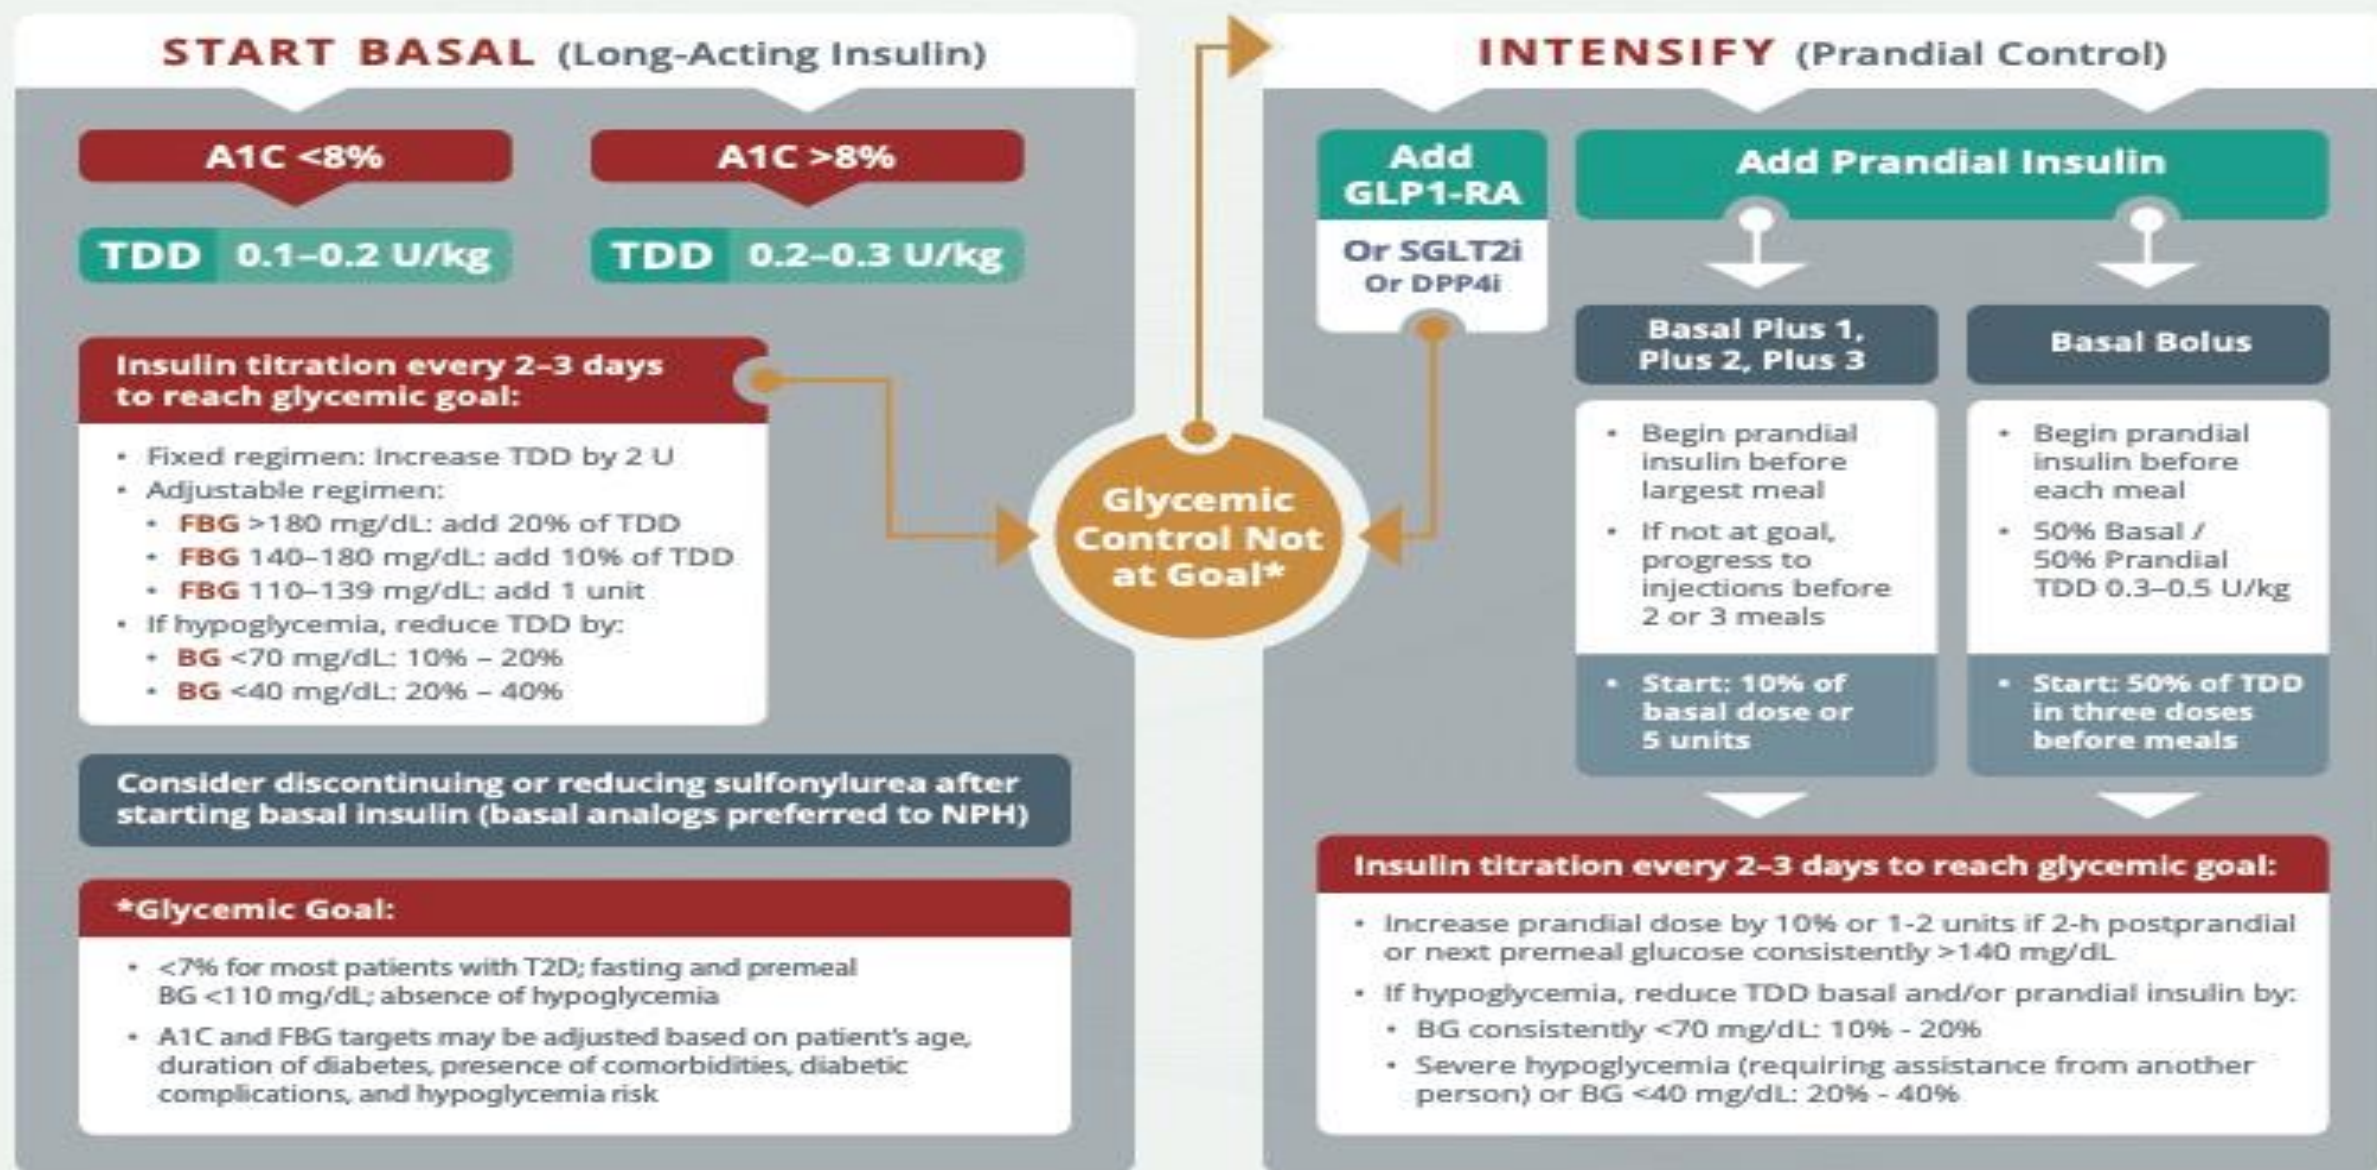 START BASAL (Long-Acting Insulin)
A1C <8%
A1C >8%
TDD 0.1–0.2 U/kg
TDD 0.2–0.3 U/kg
Insulin titration every 2–3 days
to reach glycemic goal:
• Fixed regimen: Increase TDD by 2 U
• Adjustable regimen:
• FBG >180 mg/dL: add 20% of TDD
• FBG 140–180 mg/dL: add 10% of TDD
• FBG 110–139 mg/dL: add 1 unit
• If hypoglycemia, reduce TDD by:
• BG <70 mg/dL: 10% – 20%
• BG <40 mg/dL: 20% – 40%
Consider discontinuing or reducing sulfonylurea after
starting basal insulin (basal analogs preferred to NPH)
*Glycemic Goal:
• <7% for most patients with T2D; fasting and premeal
BG <110 mg/dL; absence of hypoglycemia
• A1C and FBG targets may be adjusted based on patient's age,
duration of diabetes, presence of comorbidities, diabetic
complications, and hypoglycemia risk
Glycemic
Control Not
at Goal*
INTENSIFY (Prandial Control)
Add
GLP1-RA
Or SGLT2i
Or DPP4i
Add Prandial Insulin
Basal Plus 1,
Plus 2, Plus 3
• Begin prandial
insulin before
largest meal
• If not at goal,
progress to
injections before
2 or 3 meals
• Start: 10% of
basal dose or
5 units
Basal Bolus
• Begin prandial
insulin before
each meal
• 50% Basal /
50% Prandial
TDD 0.3–0.5 U/kg
• Start: 50% of TDD
in three doses
before meals
Insulin titration every 2–3 days to reach glycemic goal:
• Increase prandial dose by 10% or 1-2 units if 2-h postprandial
or next premeal glucose consistently >140 mg/dL
• If hypoglycemia, reduce TDD basal and/or prandial insulin by:
• BG consistently <70 mg/dL: 10% - 20%
• Severe hypoglycemia (requiring assistance from another
person) or BG <40 mg/dL: 20% - 40%